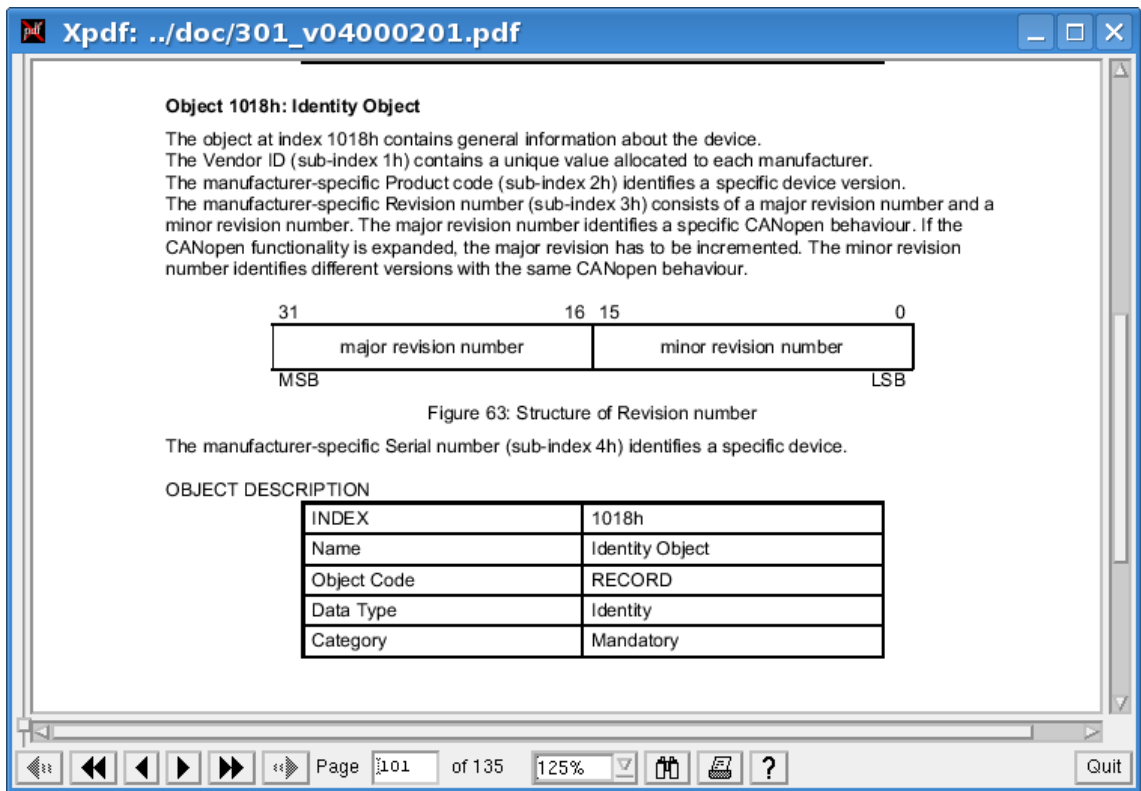 Xpdf: ../doc/301_v04000201.pdf
Object 1018h: Identity Object
The object at index 1018h contains general information about the device.
The Vendor ID (sub-index 1h) contains a unique value allocated to each manufacturer.
The manufacturer-specific Product code (sub-index 2h) identifies a specific device version.
The manufacturer-specific Revision number (sub-index 3h) consists of a major revision number and a
minor revision number. The major revision number identifies a specific CANopen behaviour. If the
CANopen functionality is expanded, the major revision has to be incremented. The minor revision
number identifies different versions with the same CANopen behaviour.
31 16 15 0
major revision number minor revision number
MSB LSB
Figure 63: Structure of Revision number
The manufacturer-specific Serial number (sub-index 4h) identifies a specific device.
OBJECT DESCRIPTION
INDEX 1018h
Name Identity Object
Object Code RECORD
Data Type Identity
Category Mandatory
Page 101 of 135 125% ? Quit